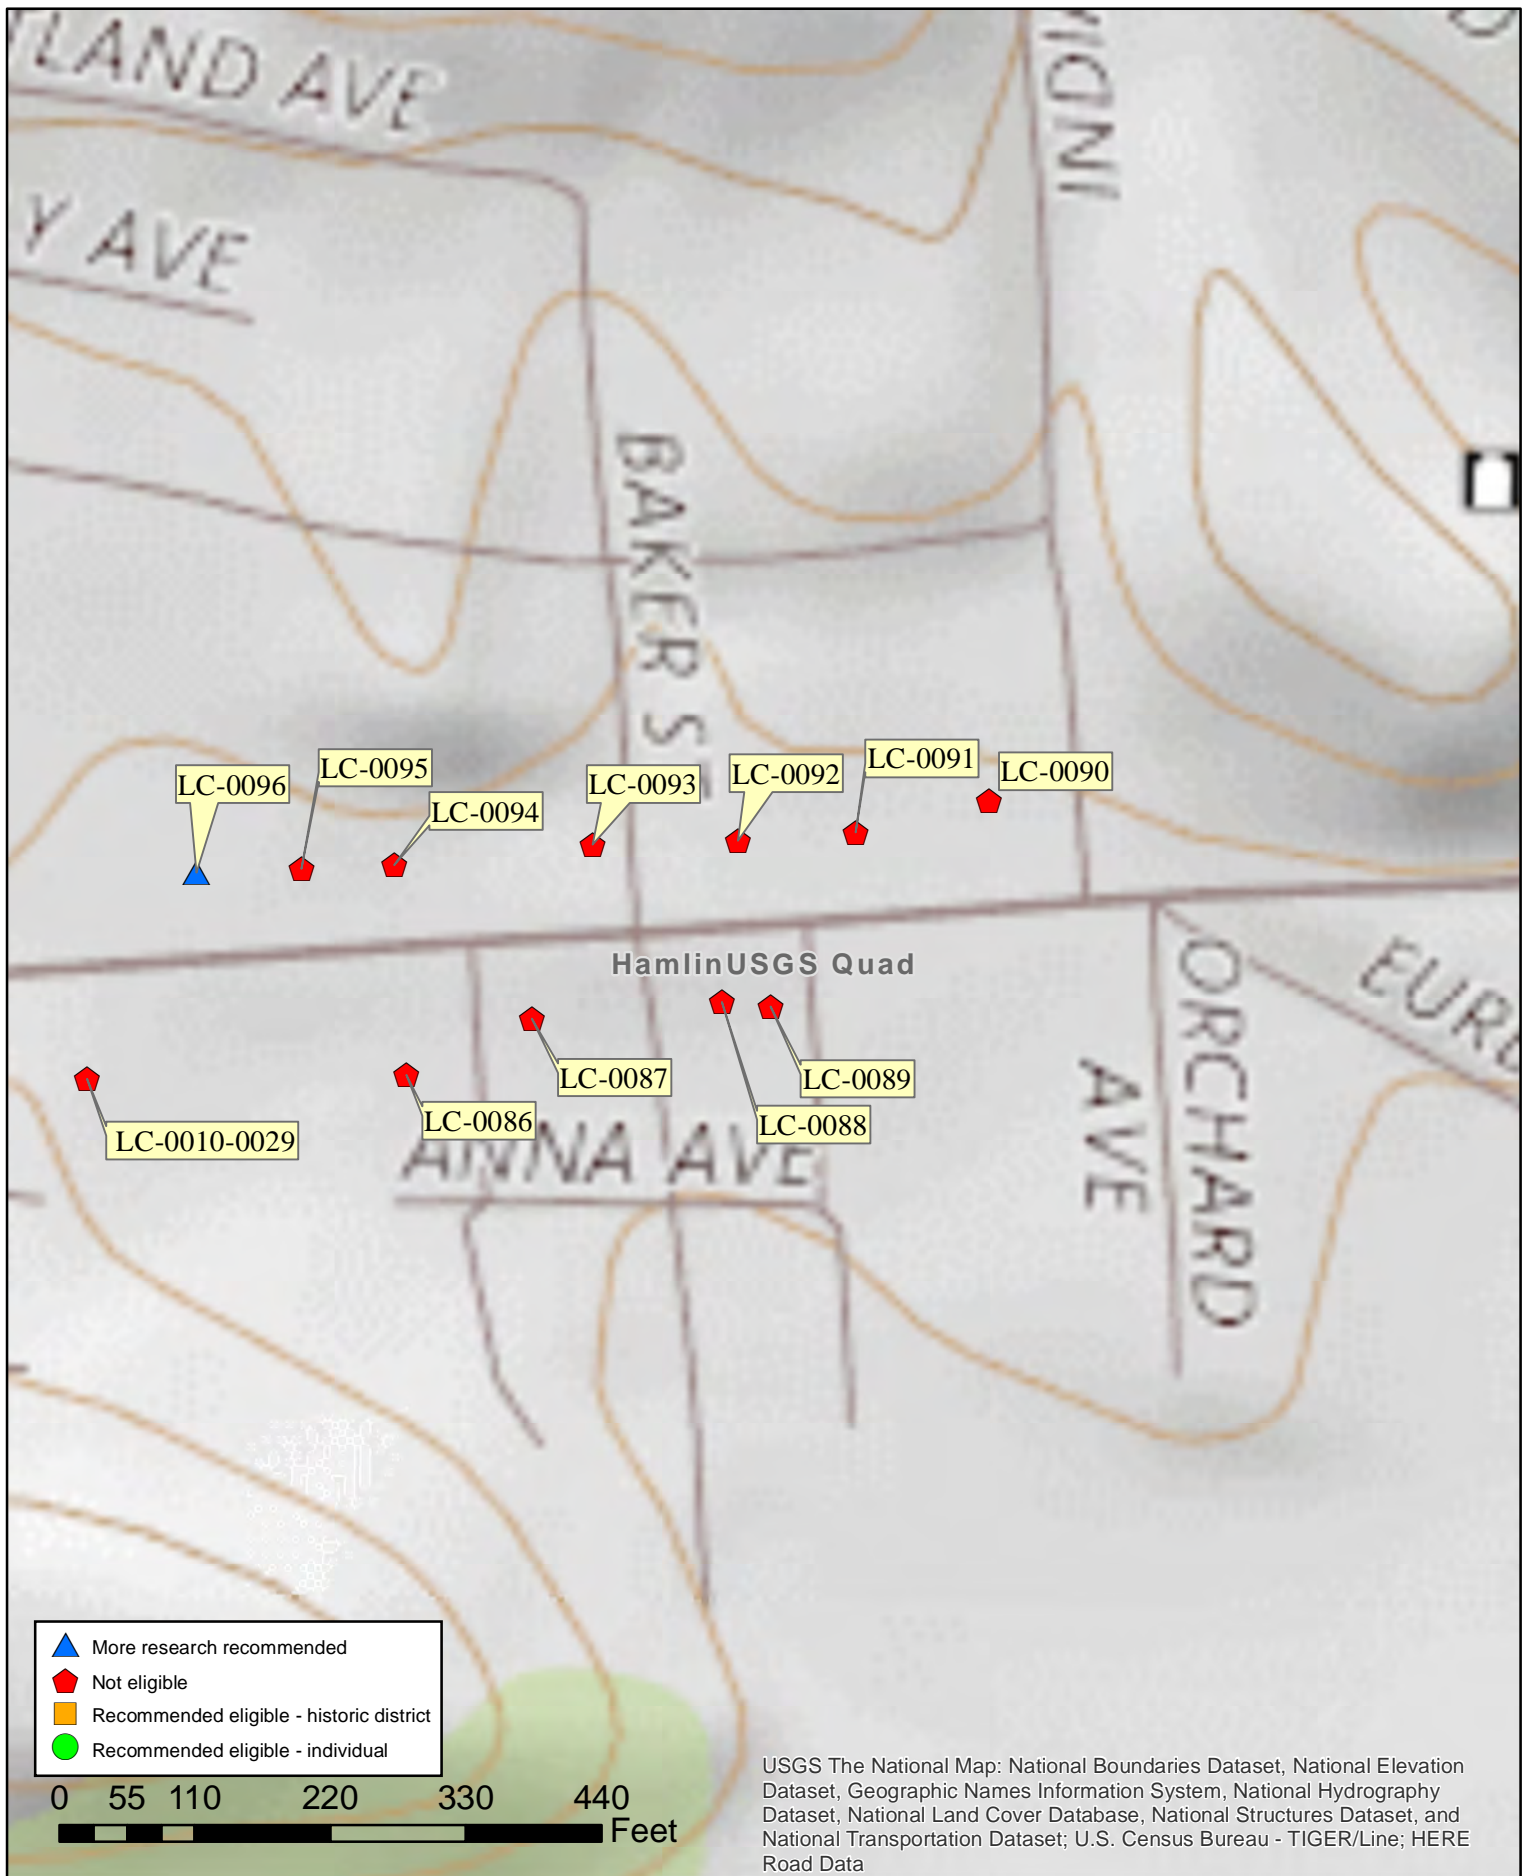 TLAND AVE
Y AVE
BAKER ST
LC-0095
LC-0096
LC-0094
LC-0093
LC-0092
LC-0091
LC-0090
HamlinUSGS Quad
LC-0087
LC-0089
LC-0086
LC-0088
LC-0010-0029
ANNA AVE
ORCHARD
AVE
More research recommended
Not eligible
Recommended eligible - historic district
Recommended eligible - individual
0 55 110 220 330 440
Feet
USGS The National Map: National Boundaries Dataset, National Elevation
Dataset, Geographic Names Information System, National Hydrography
Dataset, National Land Cover Database, National Structures Dataset, and
National Transportation Dataset; U.S. Census Bureau - TIGER/Line; HERE
Road Data